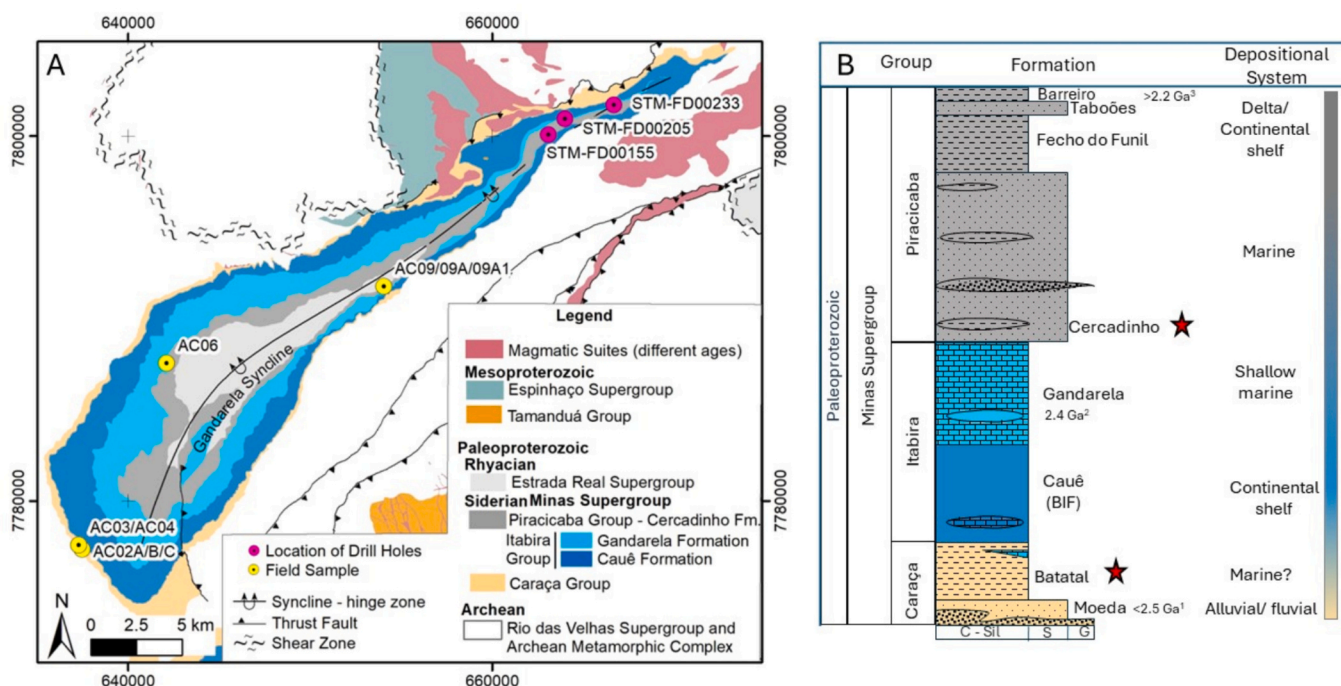 640000
660000
A
STM-FD00233
STM-FD00205
STM-FD00155
7800000
7800000
AC09/09A/09A1
AC06
Gandarela Syncline
7780000
7780000
AC03/AC04
AC02A/B/C
Location of Drill Holes
Field Sample
Syncline - hinge zone
Thrust Fault
Shear Zone
N
0 2.5 5 km
640000
660000
Legend
Magmatic Suites (different ages)
Mesoproterozoic
Espinhaço Supergroup
Tamanduá Group
Paleoproterozoic
Rhyacian
Estrada Real Supergroup
Siderian Minas Supergroup
Piracicaba Group - Cercadinho Fm.
Itabira Group
Gandarela Formation
Cauê Formation
Caraça Group
Archean
Rio das Velhas Supergroup and
Archean Metamorphic Complex
B
Group
Formation
Depositional
System
Paleoproterozoic
Minas Supergroup
Piracicaba
Itabira
Caraça
Barreiro >2.2 Ga³
Taboões
Fecho do Funil
Cercadinho
Gandarela
2.4 Ga²
Cauê
(BIF)
Batatal
Moeda <2.5 Ga¹
Delta/
Continental
shelf
Marine
Shallow
marine
Continental
shelf
Marine?
Alluvial/ fluvial
C - Sil S G